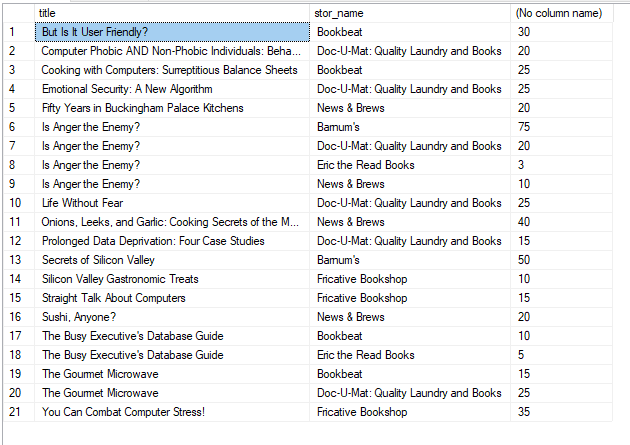 title stor_name (No column name)
1 But Is It User Friendly? Bookbeat 30
2 Computer Phobic AND Non-Phobic Individuals: Beha... Doc-U-Mat: Quality Laundry and Books 20
3 Cooking with Computers: Surreptitious Balance Sheets Bookbeat 25
4 Emotional Security: A New Algorithm Doc-U-Mat: Quality Laundry and Books 25
5 Fifty Years in Buckingham Palace Kitchens News & Brews 20
6 Is Anger the Enemy? Barnum's 75
7 Is Anger the Enemy? Doc-U-Mat: Quality Laundry and Books 20
8 Is Anger the Enemy? Eric the Read Books 3
9 Is Anger the Enemy? News & Brews 10
10 Life Without Fear Doc-U-Mat: Quality Laundry and Books 25
11 Onions, Leeks, and Garlic: Cooking Secrets of the M... News & Brews 40
12 Prolonged Data Deprivation: Four Case Studies Doc-U-Mat: Quality Laundry and Books 15
13 Secrets of Silicon Valley Barnum's 50
14 Silicon Valley Gastronomic Treats Fricative Bookshop 10
15 Straight Talk About Computers Fricative Bookshop 15
16 Sushi, Anyone? News & Brews 20
17 The Busy Executive's Database Guide Bookbeat 10
18 The Busy Executive's Database Guide Eric the Read Books 5
19 The Gourmet Microwave Bookbeat 15
20 The Gourmet Microwave Doc-U-Mat: Quality Laundry and Books 25
21 You Can Combat Computer Stress! Fricative Bookshop 35